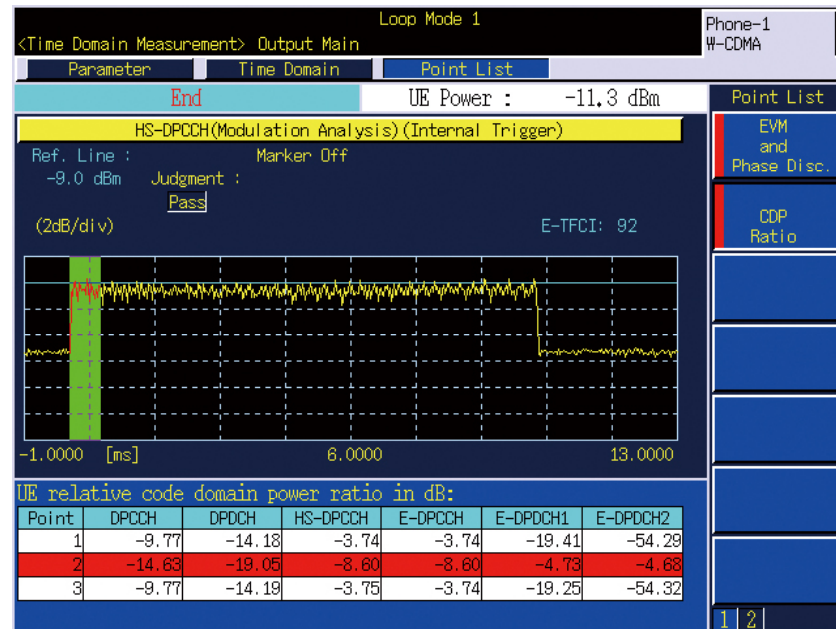 Loop Mode 1
<Time Domain Measurement> Output Main
Phone-1
W-CDMA
Parameter Time Domain Point List
End UE Power : -11.3 dBm
Point List
HS-DPCCH(Modulation Analysis)(Internal Trigger)
Ref. Line : Marker Off
-9.0 dBm Judgment :
Pass
(2dB/div) E-TFCI: 92
EVM
and
Phase Disc.
CDP
Ratio
-1.0000 [ms] 6.0000 13.0000
UE relative code domain power ratio in dB:
Point DPCCH DPDCH HS-DPCCH E-DPCCH E-DPDCH1 E-DPDCH2
1 -9.77 -14.18 -3.74 -3.74 -19.41 -54.29
2 -14.63 -19.05 -8.60 -8.60 -4.73 -4.68
3 -9.77 -14.19 -3.75 -3.74 -19.25 -54.32
1 2